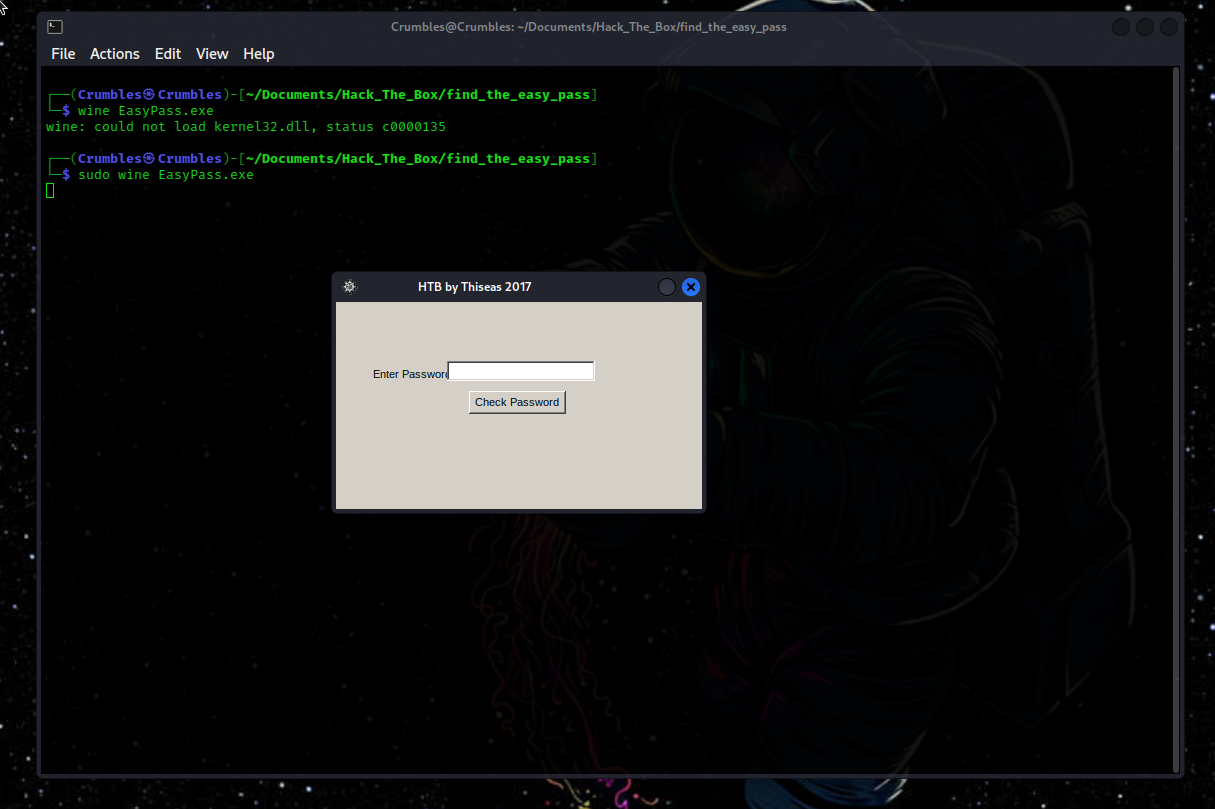 Crumbles@Crumbles: ~/Documents/Hack_The_Box/find_the_easy_pass
File Actions Edit View Help
┌──(Crumbles㉿Crumbles)-[~/Documents/Hack_The_Box/find_the_easy_pass]
└─$ wine EasyPass.exe
wine: could not load kernel32.dll, status c0000135
┌──(Crumbles㉿Crumbles)-[~/Documents/Hack_The_Box/find_the_easy_pass]
└─$ sudo wine EasyPass.exe
HTB by Thiseas 2017
Enter Password
Check Password